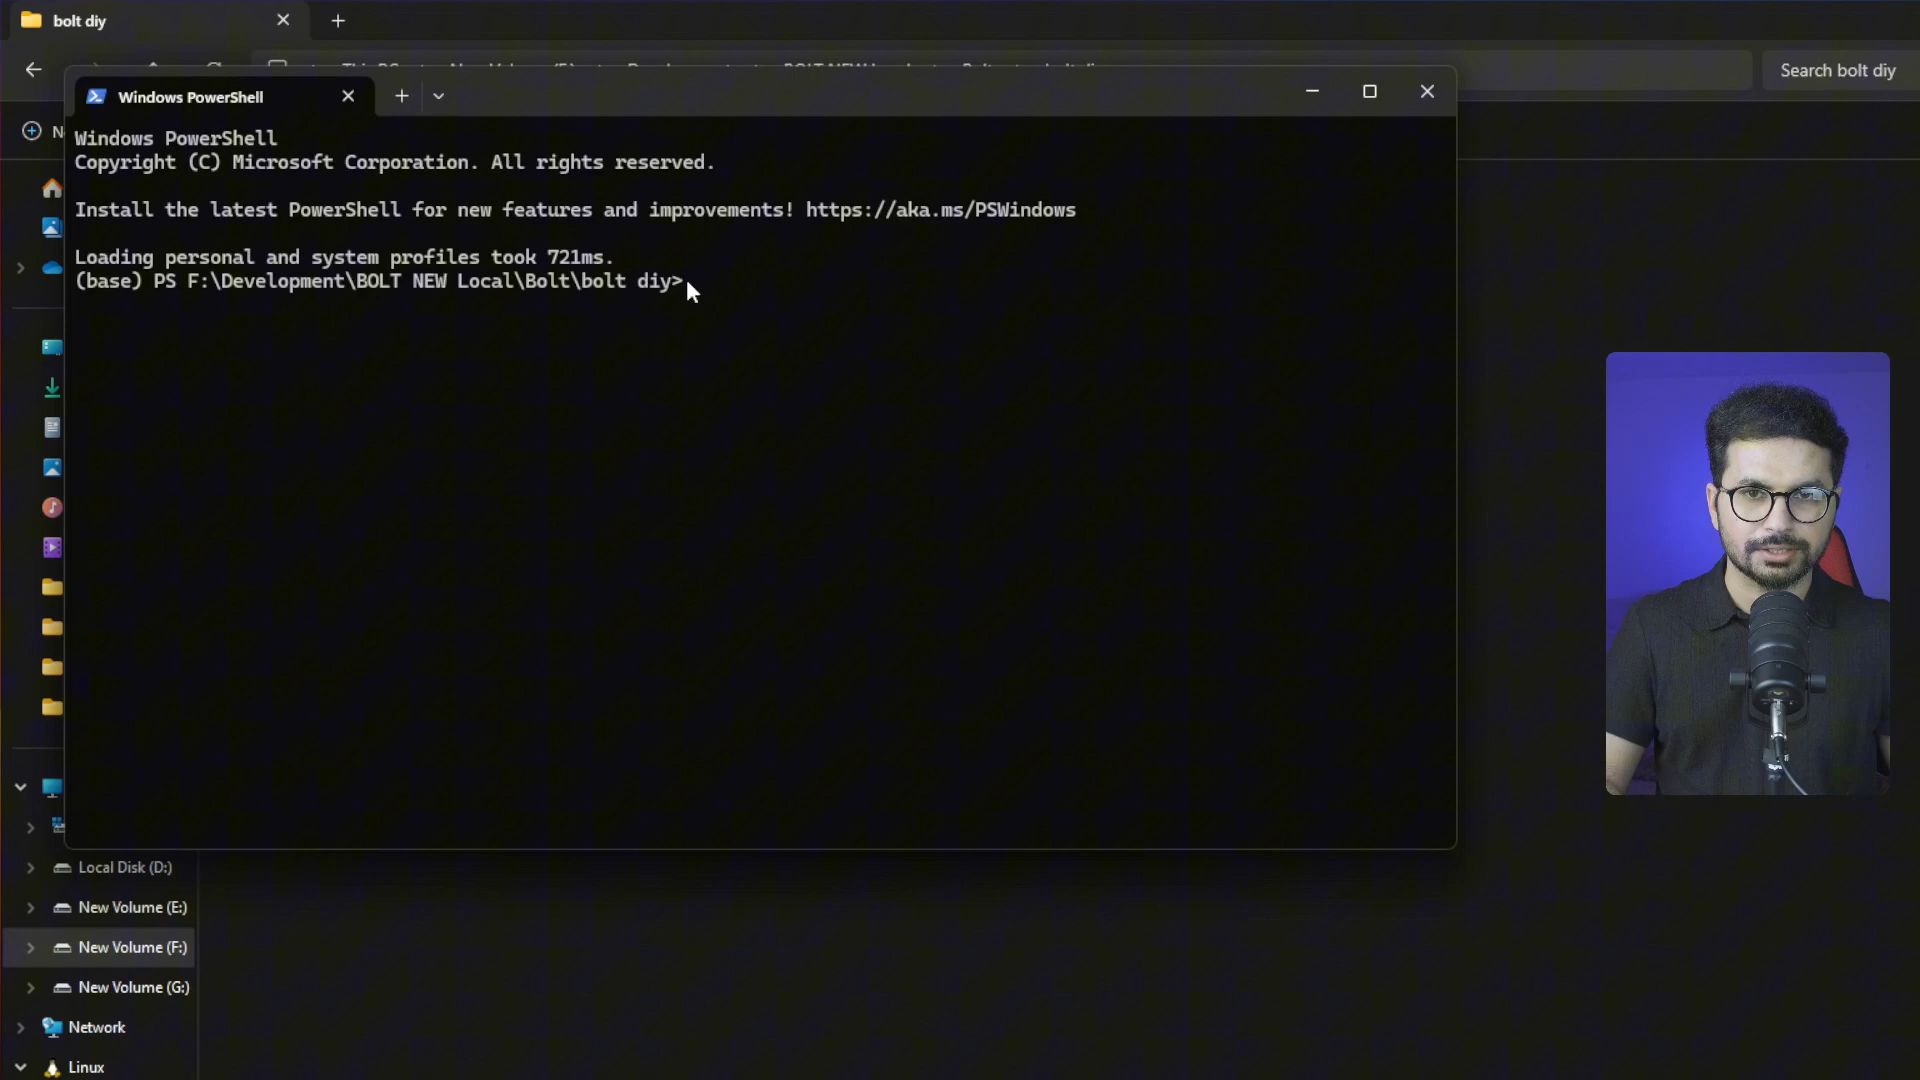 bolt diy
Search bolt diy
Windows PowerShell
Windows PowerShell
Copyright (C) Microsoft Corporation. All rights reserved.
Install the latest PowerShell for new features and improvements! https://aka.ms/PSWindows
Loading personal and system profiles took 721ms.
(base) PS F:\Development\BOLT NEW Local\Bolt\bolt diy>
Local Disk (D:)
New Volume (E:)
New Volume (F:)
New Volume (G:)
Network
Linux